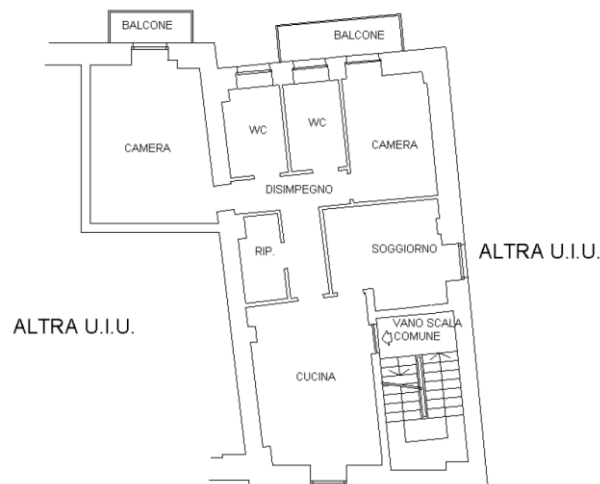 BALCONE
BALCONE
WC
WC
CAMERA
CAMERA
DISIMPEGNO
RIP.
SOGGIORNO
ALTRA U.I.U.
ALTRA U.I.U.
VANO SCALA
COMUNE
CUCINA